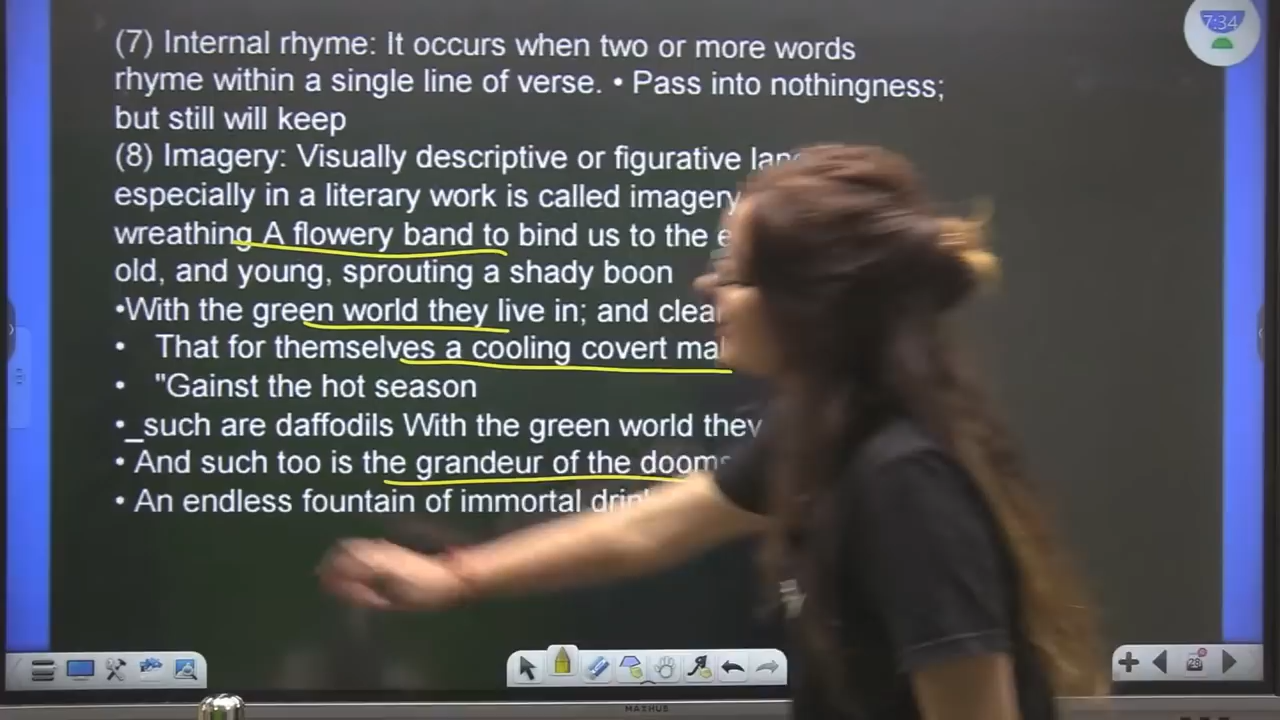 (7) Internal rhyme: It occurs when two or more words
rhyme within a single line of verse. • Pass into nothingness;
but still will keep
(8) Imagery: Visually descriptive or figurative
especially in a literary work is called imagery
wreathing A flowery band to bind us to the
old, and young, sprouting a shady boon
•With the green world they live in; and
• That for themselves a cooling covert
• "Gainst the hot season
•_such are daffodils With the green world they
• And such too is the grandeur of the
• An endless fountain of immortal
7:34
28
MAXHUB